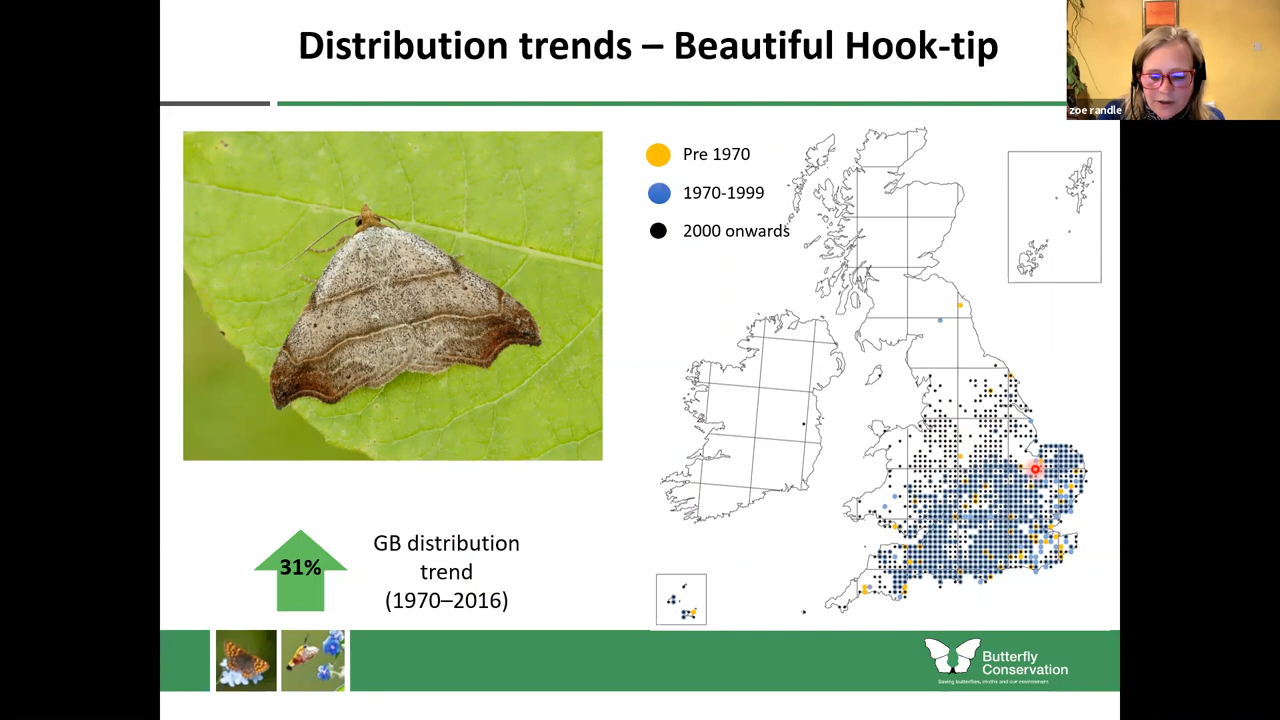 Distribution trends – Beautiful Hook-tip
zoe randle
Pre 1970
1970-1999
2000 onwards
31%
GB distribution
trend
(1970–2016)
Butterfly
Conservation
Saving butterflies, moths and our environment